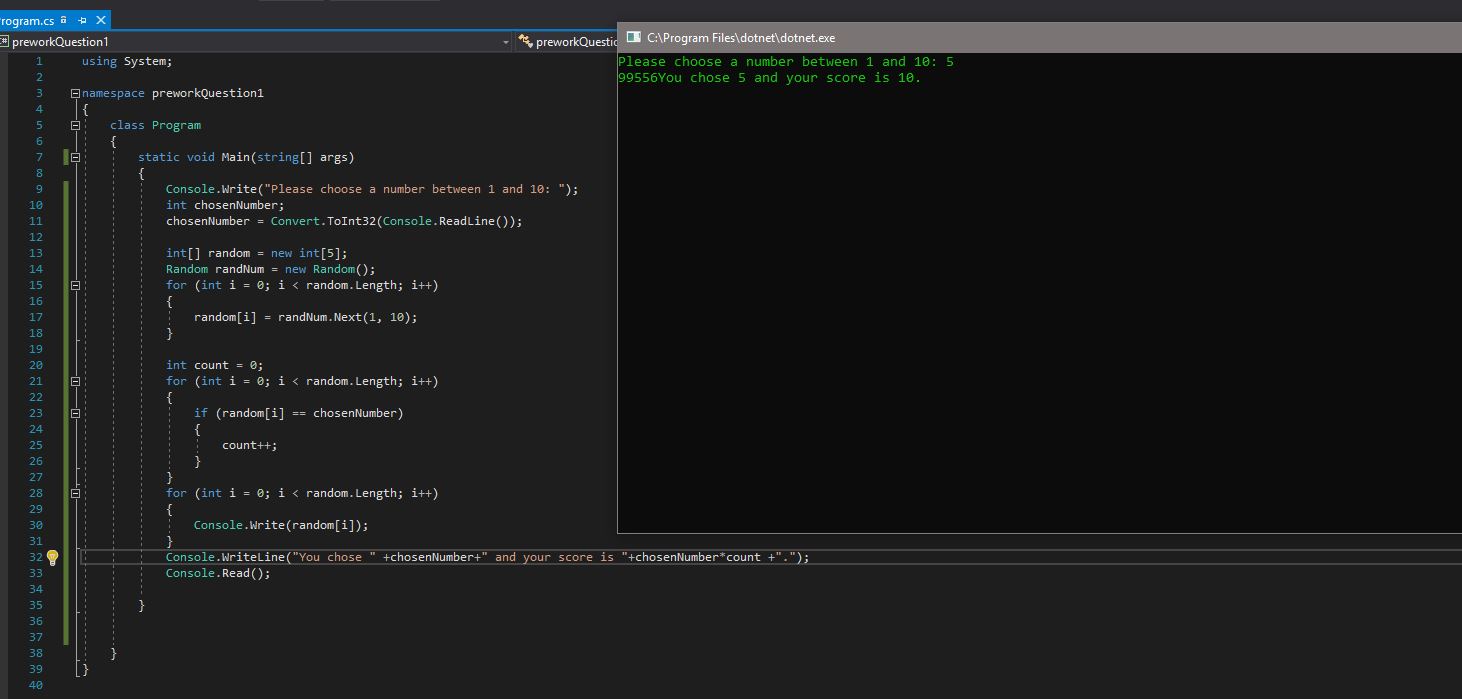 rogram.cs
preworkQuestion1
preworkQuestio
C:\Program Files\dotnet\dotnet.exe
Please choose a number between 1 and 10: 5
99556You chose 5 and your score is 10.
1 using System;
2
3 namespace preworkQuestion1
4 {
5 class Program
6 {
7 static void Main(string[] args)
8 {
9 Console.Write("Please choose a number between 1 and 10: ");
10 int chosenNumber;
11 chosenNumber = Convert.ToInt32(Console.ReadLine());
12
13 int[] random = new int[5];
14 Random randNum = new Random();
15 for (int i = 0; i < random.Length; i++)
16 {
17 random[i] = randNum.Next(1, 10);
18 }
19
20 int count = 0;
21 for (int i = 0; i < random.Length; i++)
22 {
23 if (random[i] == chosenNumber)
24 {
25 count++;
26 }
27 }
28 for (int i = 0; i < random.Length; i++)
29 {
30 Console.Write(random[i]);
31 }
32 Console.WriteLine("You chose " +chosenNumber+" and your score is "+chosenNumber*count +".");
33 Console.Read();
34
35 }
36
37
38 }
39 }
40